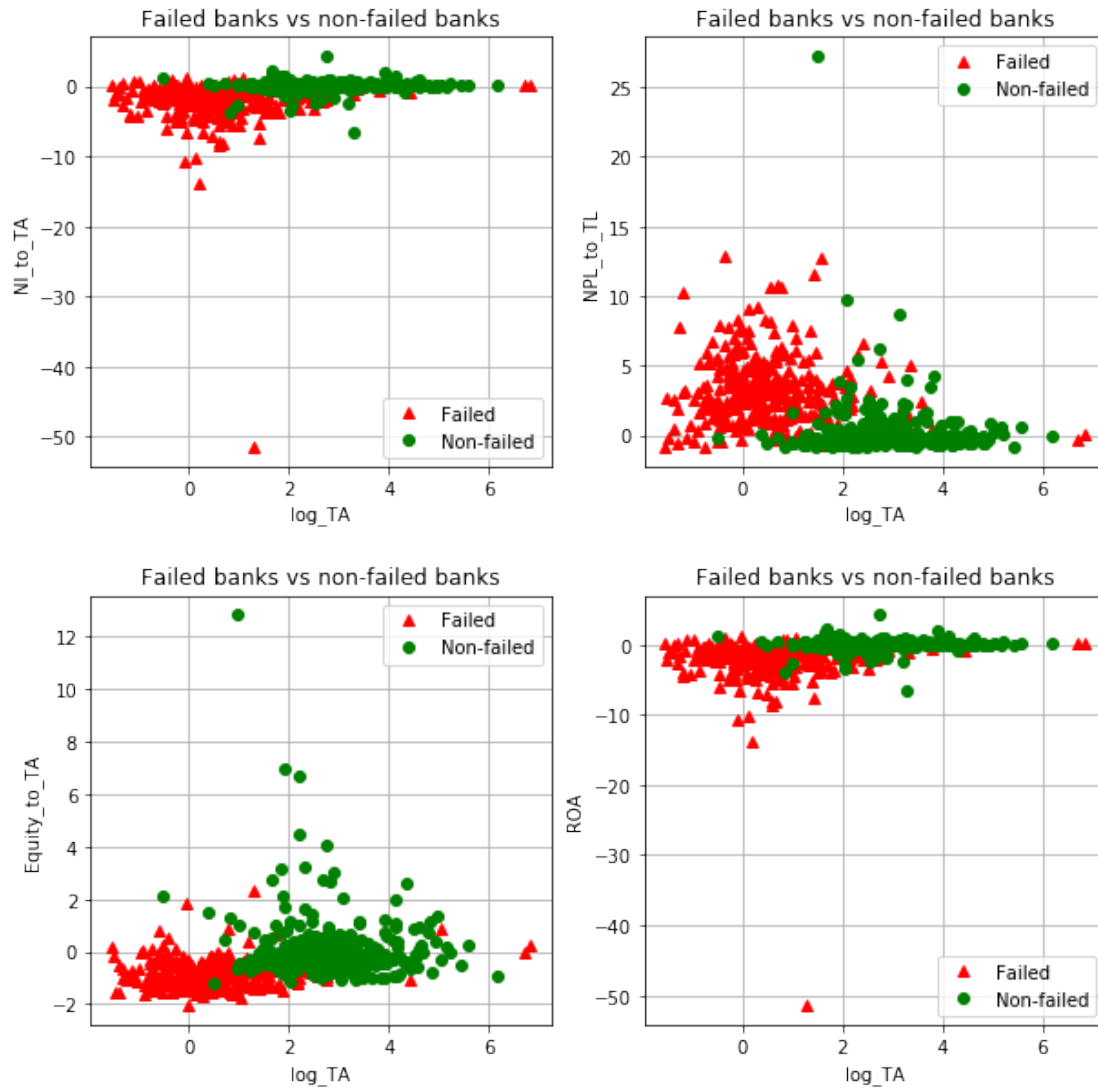 Failed banks vs non-failed banks
0
−10
−20
−30
−40
−50
NI_to_TA
Failed
Non-failed
0 2 4 6
log_TA
Failed banks vs non-failed banks
25
20
15
10
5
0
NPL_to_TL
Failed
Non-failed
0 2 4 6
log_TA
Failed banks vs non-failed banks
12
10
8
6
4
2
0
−2
Equity_to_TA
Failed
Non-failed
0 2 4 6
log_TA
Failed banks vs non-failed banks
0
−10
−20
−30
−40
−50
ROA
Failed
Non-failed
0 2 4 6
log_TA